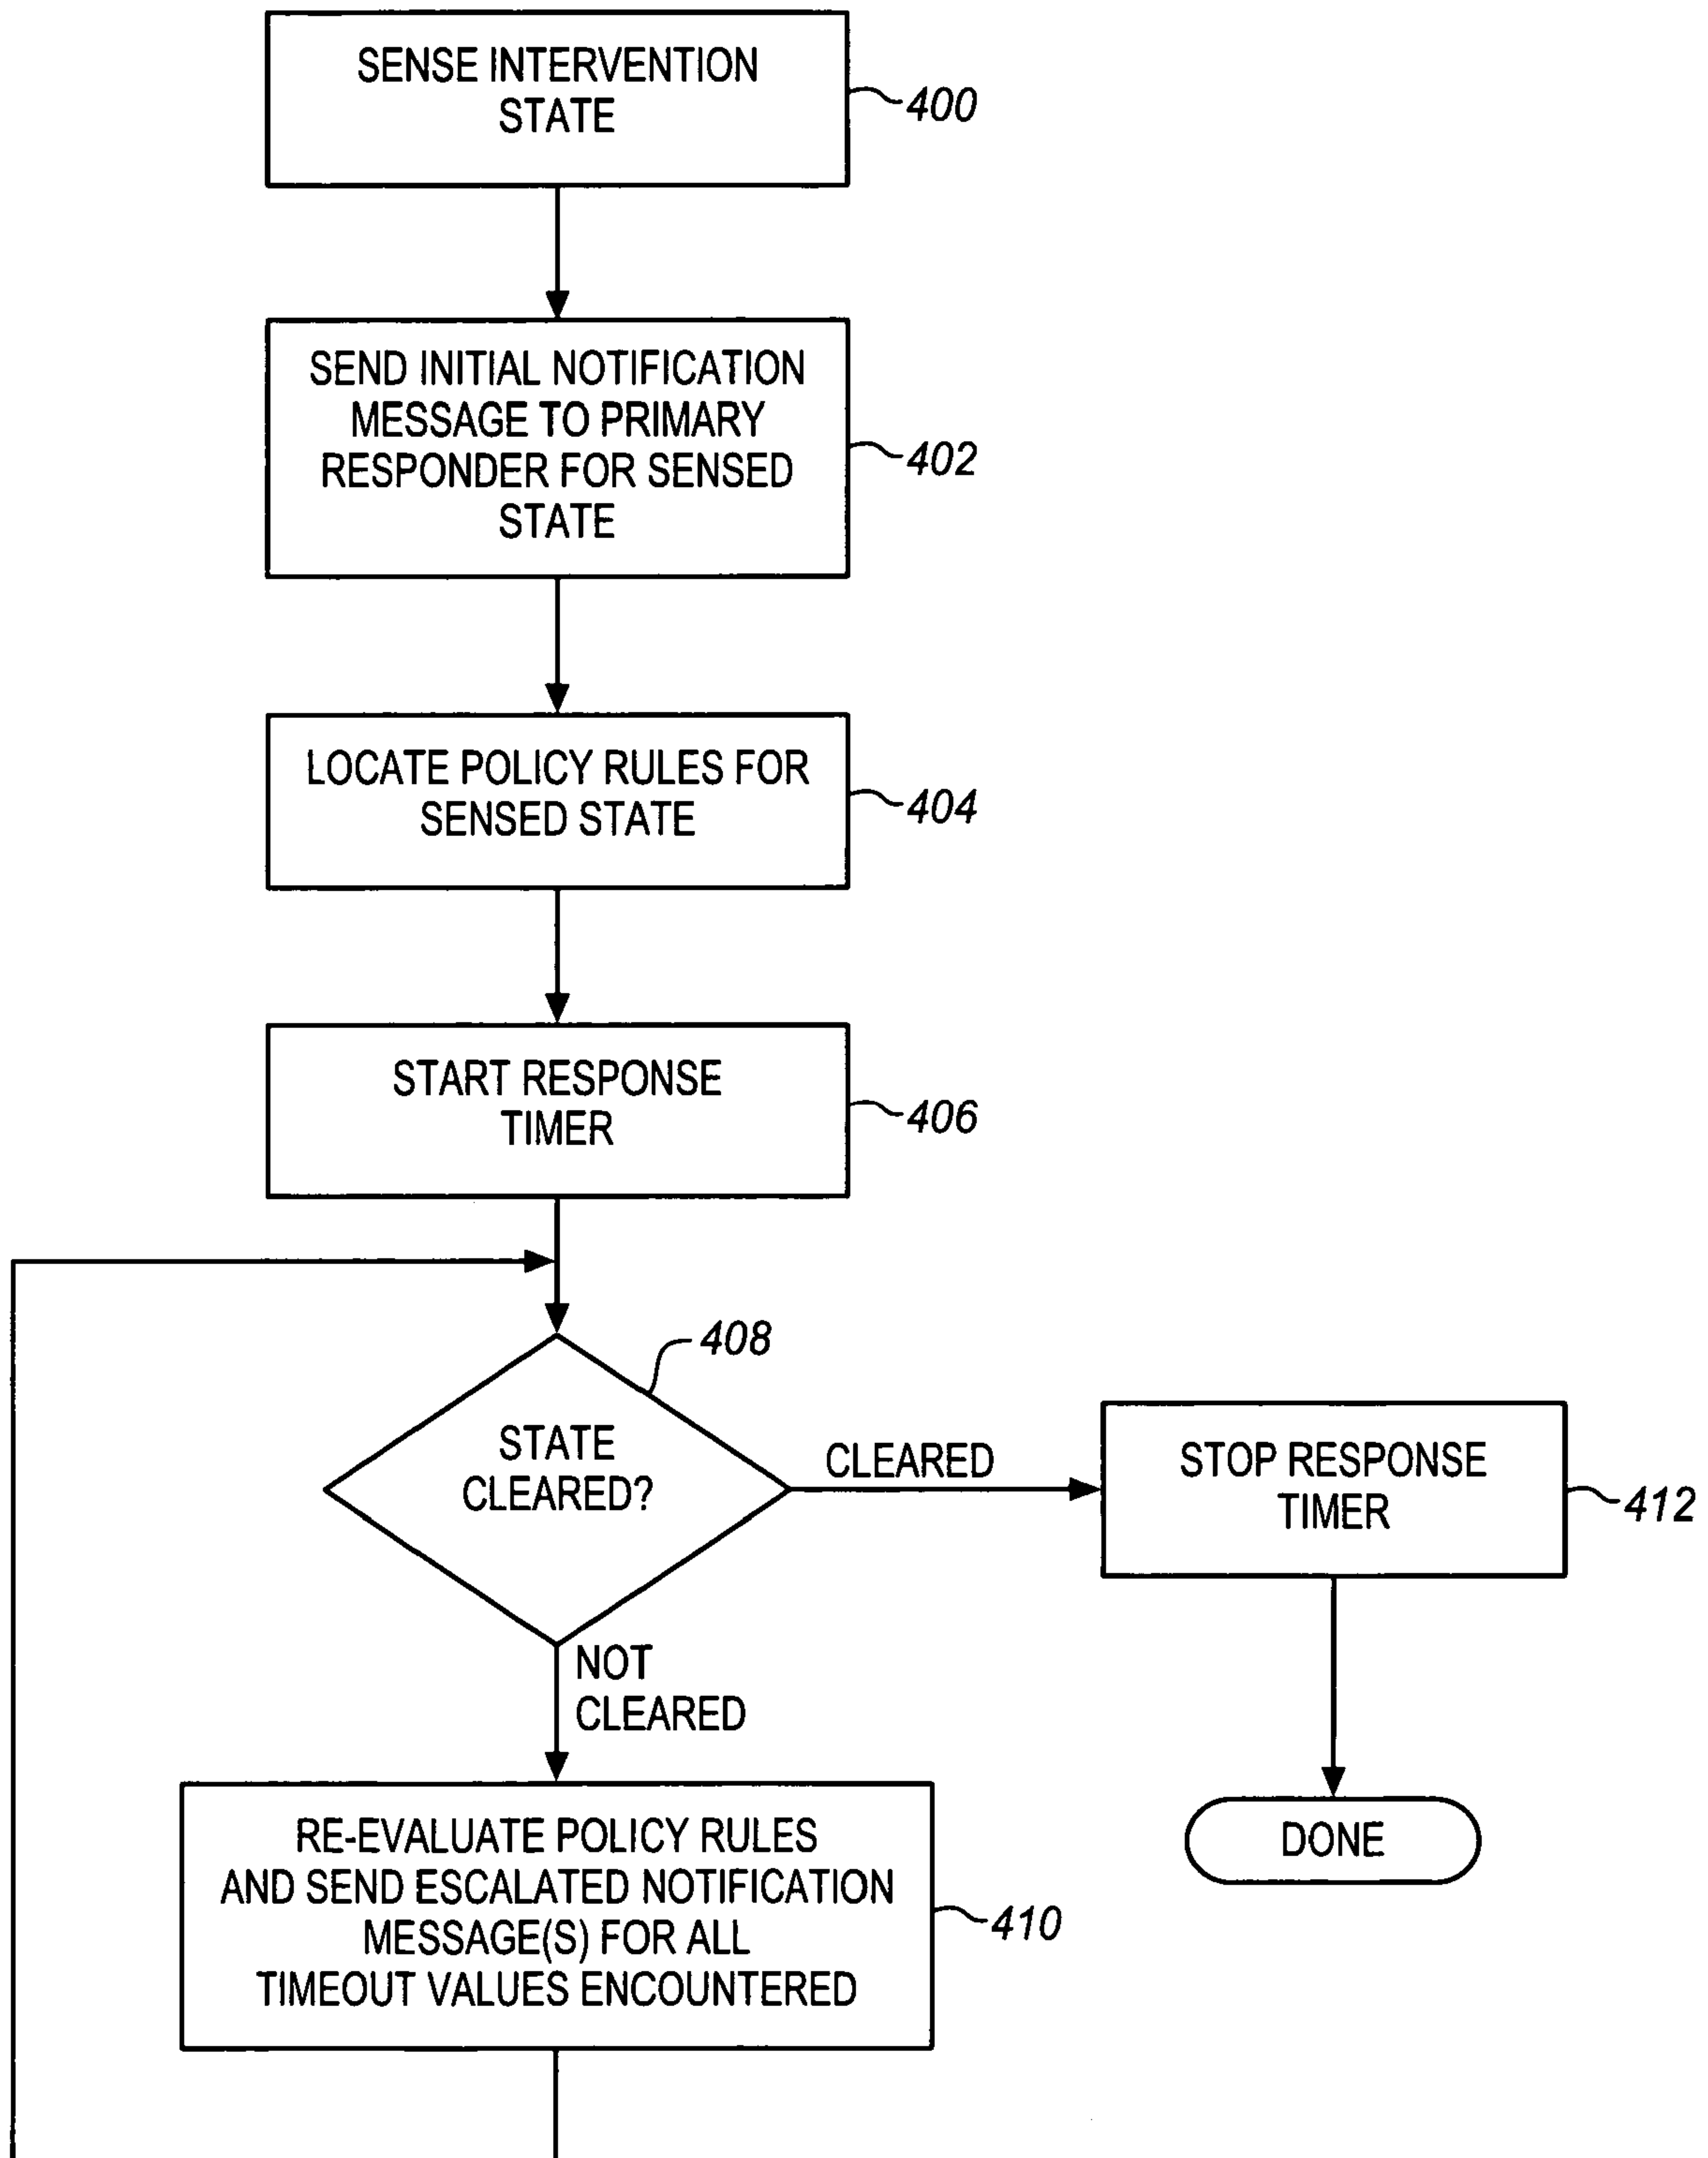 SENSE INTERVENTION
STATE
400
SEND INITIAL NOTIFICATION
MESSAGE TO PRIMARY
RESPONDER FOR SENSED
STATE
402
LOCATE POLICY RULES FOR
SENSED STATE
404
START RESPONSE
TIMER
406
408
STATE
CLEARED?
CLEARED
STOP RESPONSE
TIMER
412
NOT
CLEARED
DONE
RE-EVALUATE POLICY RULES
AND SEND ESCALATED NOTIFICATION
MESSAGE(S) FOR ALL
TIMEOUT VALUES ENCOUNTERED
410